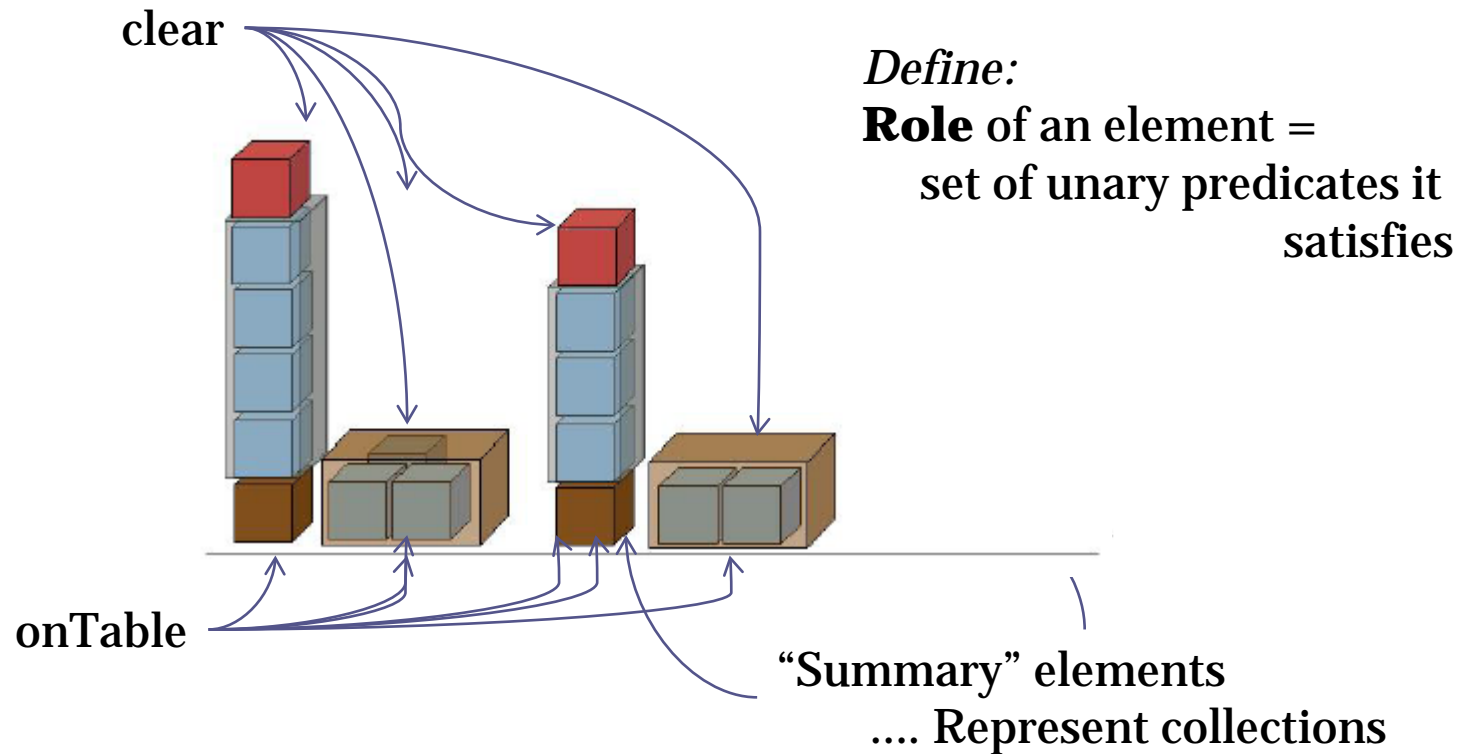 clear
Define:
Role of an element =
set of unary predicates it
satisfies
onTable
“Summary” elements
.... Represent collections